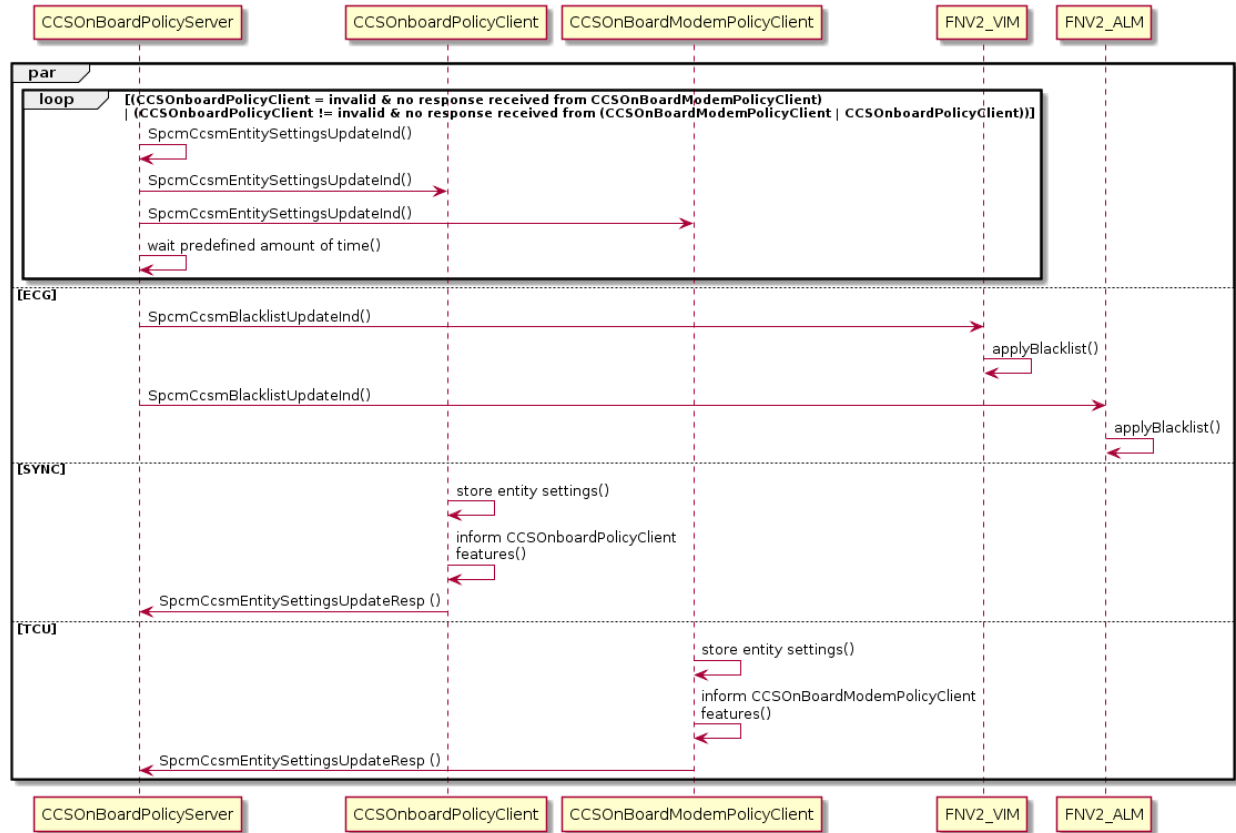 CCSOnBoardPolicyServer CCSOnboardPolicyClient CCSOnBoardModemPolicyClient FNV2_VIM FNV2_ALM
par
loop [(CCSOnboardPolicyClient = invalid & no response received from CCSOnBoardModemPolicyClient)
| (CCSOnboardPolicyClient != invalid & no response received from (CCSOnBoardModemPolicyClient | CCSOnboardPolicyClient))]
SpcmCcsmEntitySettingsUpdateInd()
SpcmCcsmEntitySettingsUpdateInd()
SpcmCcsmEntitySettingsUpdateInd()
wait predefined amount of time()
[ECG]
SpcmCcsmBlacklistUpdateInd()
applyBlacklist()
SpcmCcsmBlacklistUpdateInd()
applyBlacklist()
[SYNC]
store entity settings()
inform CCSOnboardPolicyClient
features()
SpcmCcsmEntitySettingsUpdateResp ()
[TCU]
store entity settings()
inform CCSOnBoardModemPolicyClient
features()
SpcmCcsmEntitySettingsUpdateResp ()
CCSOnBoardPolicyServer CCSOnboardPolicyClient CCSOnBoardModemPolicyClient FNV2_VIM FNV2_ALM